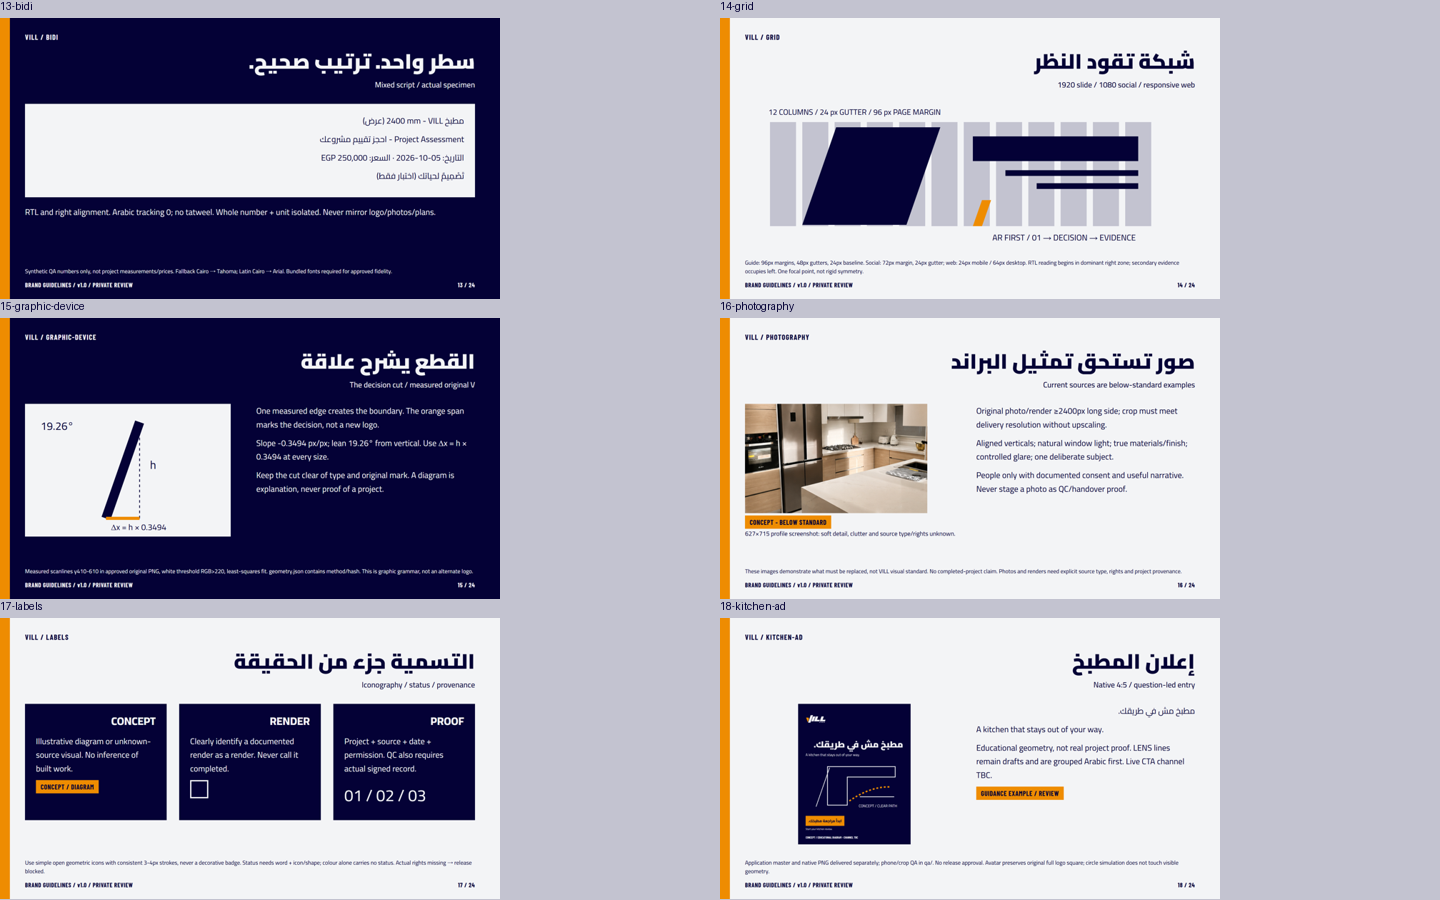 13-bidi
VILL / BIDI
سطر واحد. ترتيب صحيح.
Mixed script / actual specimen
مطبخ VILL - 2400 mm (عرض)
احجز تقييم مشروعك - Project Assessment
التاريخ: 2026-10-05 · السعر: EGP 250,000
تَصْمِيمٌ لحياتك (اختبار فقط)
RTL and right alignment. Arabic tracking 0; no tatweel. Whole number + unit isolated. Never mirror logo/photos/plans.
Synthetic QA numbers only, not project measurements/prices. Fallback Cairo → Tahoma; Latin Cairo → Arial. Bundled fonts required for approved fidelity.
BRAND GUIDELINES / v1.0 / PRIVATE REVIEW
13 / 24
14-grid
VILL / GRID
شبكة تقود النظر
1920 slide / 1080 social / responsive web
12 COLUMNS / 24 px GUTTER / 96 px PAGE MARGIN
AR FIRST / 01 → DECISION → EVIDENCE
Guide: 96px margins, 48px gutters, 24px baseline. Social: 72px margin, 24px gutter; web: 24px mobile / 64px desktop. RTL reading begins in dominant right zone; secondary evidence
occupies left. One focal point, not rigid symmetry.
BRAND GUIDELINES / v1.0 / PRIVATE REVIEW
14 / 24
15-graphic-device
VILL / GRAPHIC-DEVICE
القطع يشرح علاقة
The decision cut / measured original V
19.26°
h
Δx = h × 0.3494
One measured edge creates the boundary. The orange span
marks the decision, not a new logo.
Slope -0.3494 px/px; lean 19.26° from vertical. Use Δx = h ×
0.3494 at every size.
Keep the cut clear of type and original mark. A diagram is
explanation, never proof of a project.
Measured scanlines y410-610 in approved original PNG, white threshold RGB>220, least-squares fit. geometry.json contains method/hash. This is graphic grammar, not an alternate logo.
BRAND GUIDELINES / v1.0 / PRIVATE REVIEW
15 / 24
16-photography
VILL / PHOTOGRAPHY
صور تستحق تمثيل البراند
Current sources are below-standard examples
CONCEPT - BELOW STANDARD
627×715 profile screenshot: soft detail, clutter and source type/rights unknown.
Original photo/render ≥2400px long side; crop must meet
delivery resolution without upscaling.
Aligned verticals; natural window light; true materials/finish;
controlled glare; one deliberate subject.
People only with documented consent and useful narrative.
Never stage a photo as QC/handover proof.
These images demonstrate what must be replaced, not VILL visual standard. No completed-project claim. Photos and renders need explicit source type, rights and project provenance.
BRAND GUIDELINES / v1.0 / PRIVATE REVIEW
16 / 24
17-labels
VILL / LABELS
التسمية جزء من الحقيقة
Iconography / status / provenance
CONCEPT
Illustrative diagram or unknown-
source visual. No inference of
built work.
CONCEPT / DIAGRAM
RENDER
Clearly identify a documented
render as a render. Never call it
completed.
PROOF
Project + source + date +
permission. QC also requires
actual signed record.
01 / 02 / 03
Use simple open geometric icons with consistent 3-4px strokes, never a decorative badge. Status needs word + icon/shape; colour alone carries no status. Actual rights missing → release
blocked.
BRAND GUIDELINES / v1.0 / PRIVATE REVIEW
17 / 24
18-kitchen-ad
VILL / KITCHEN-AD
إعلان المطبخ
Native 4:5 / question-led entry
VILL
مطبخ مش في طريقك.
A kitchen that stays out of your way.
CONCEPT / CLEAR PATH
مطبخ مش في طريقك.
A kitchen that stays out of your way.
Educational geometry, not real project proof. LENS lines
remain drafts and are grouped Arabic first. Live CTA channel
TBC.
GUIDANCE EXAMPLE / REVIEW
Application master and native PNG delivered separately; phone/crop QA in qa/. No release approval. Avatar preserves original full logo square; circle simulation does not touch visible
geometry.
BRAND GUIDELINES / v1.0 / PRIVATE REVIEW
18 / 24